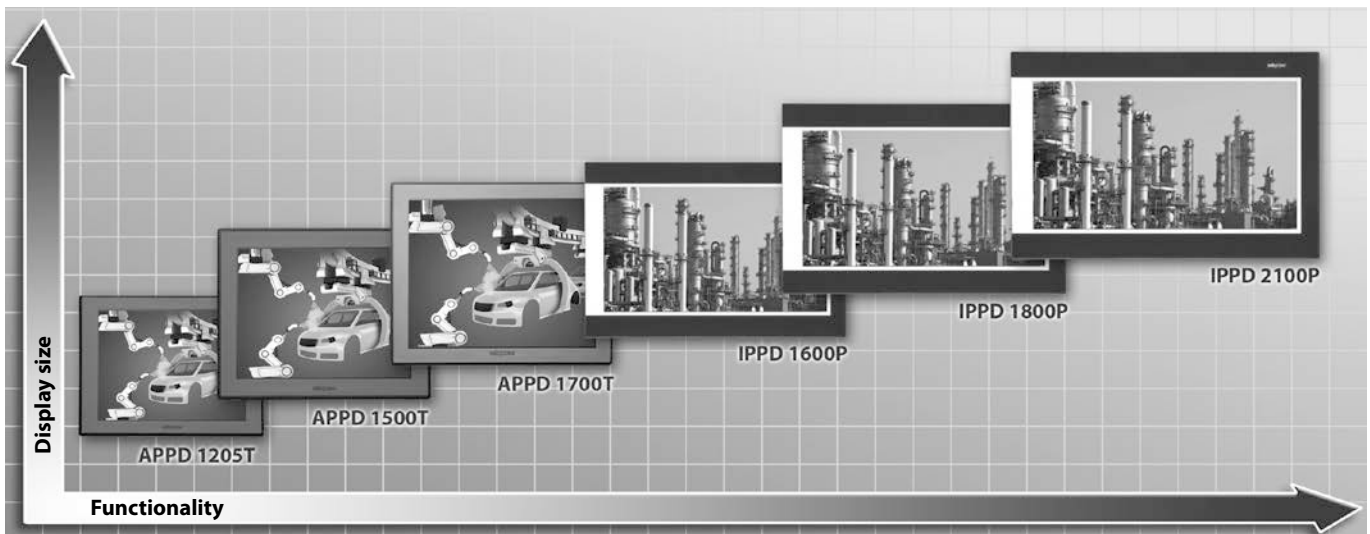 IPPD 2100P
IPPD 1800P
IPPD 1600P
APPD 1700T
APPD 1500T
APPD 1205T
Display size
Functionality